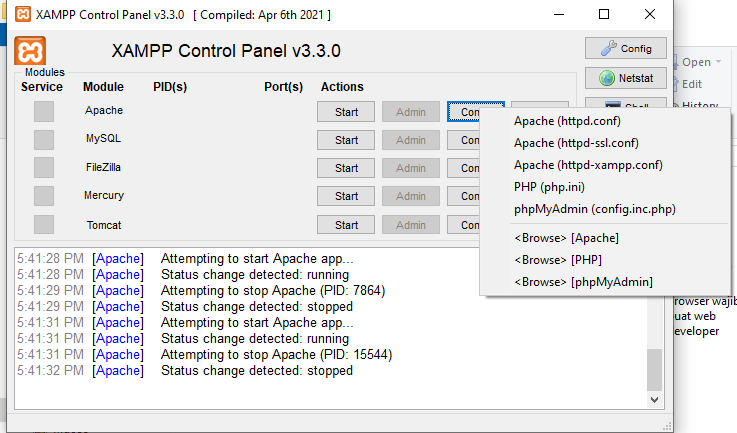 XAMPP Control Panel v3.3.0 [ Compiled: Apr 6th 2021 ]
XAMPP Control Panel v3.3.0
Config
Netstat
Shell
Modules
Service Module PID(s) Port(s) Actions
Apache Start Admin
MySQL Start Admin
FileZilla Start Admin
Mercury Start Admin
Tomcat Start Admin
Apache (httpd.conf)
Apache (httpd-ssl.conf)
Apache (httpd-xampp.conf)
PHP (php.ini)
phpMyAdmin (config.inc.php)
<Browse> [Apache]
<Browse> [PHP]
<Browse> [phpMyAdmin]
5:41:28 PM [Apache] Attempting to start Apache app...
5:41:28 PM [Apache] Status change detected: running
5:41:29 PM [Apache] Attempting to stop Apache (PID: 7864)
5:41:29 PM [Apache] Status change detected: stopped
5:41:31 PM [Apache] Attempting to start Apache app...
5:41:31 PM [Apache] Status change detected: running
5:41:31 PM [Apache] Attempting to stop Apache (PID: 15544)
5:41:32 PM [Apache] Status change detected: stopped
Open
Edit
History
rowser wajib
uat web
eveloper